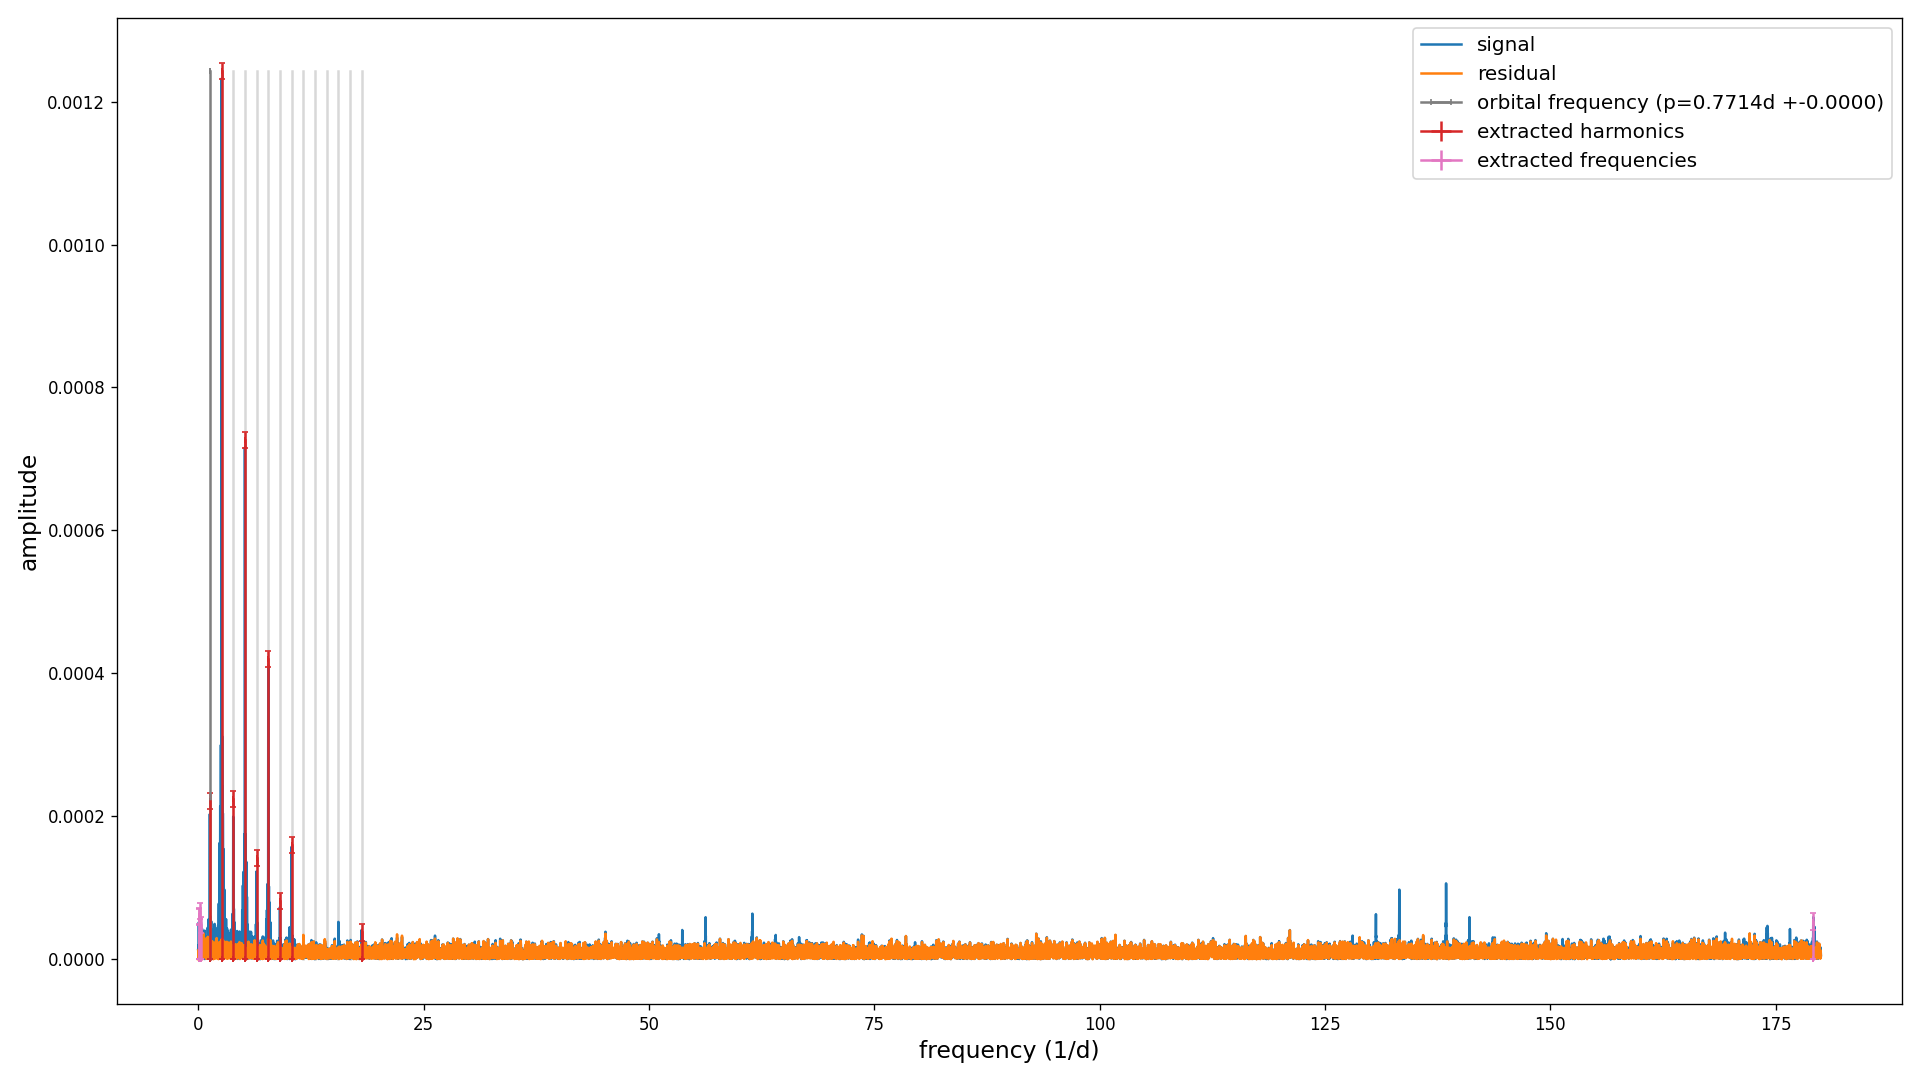 signal
residual
orbital frequency (p=0.7714d +-0.0000)
extracted harmonics
extracted frequencies
0.0012
0.0010
0.0008
0.0006
0.0004
0.0002
0.0000
amplitude
0 25 50 75 100 125 150 175
frequency (1/d)